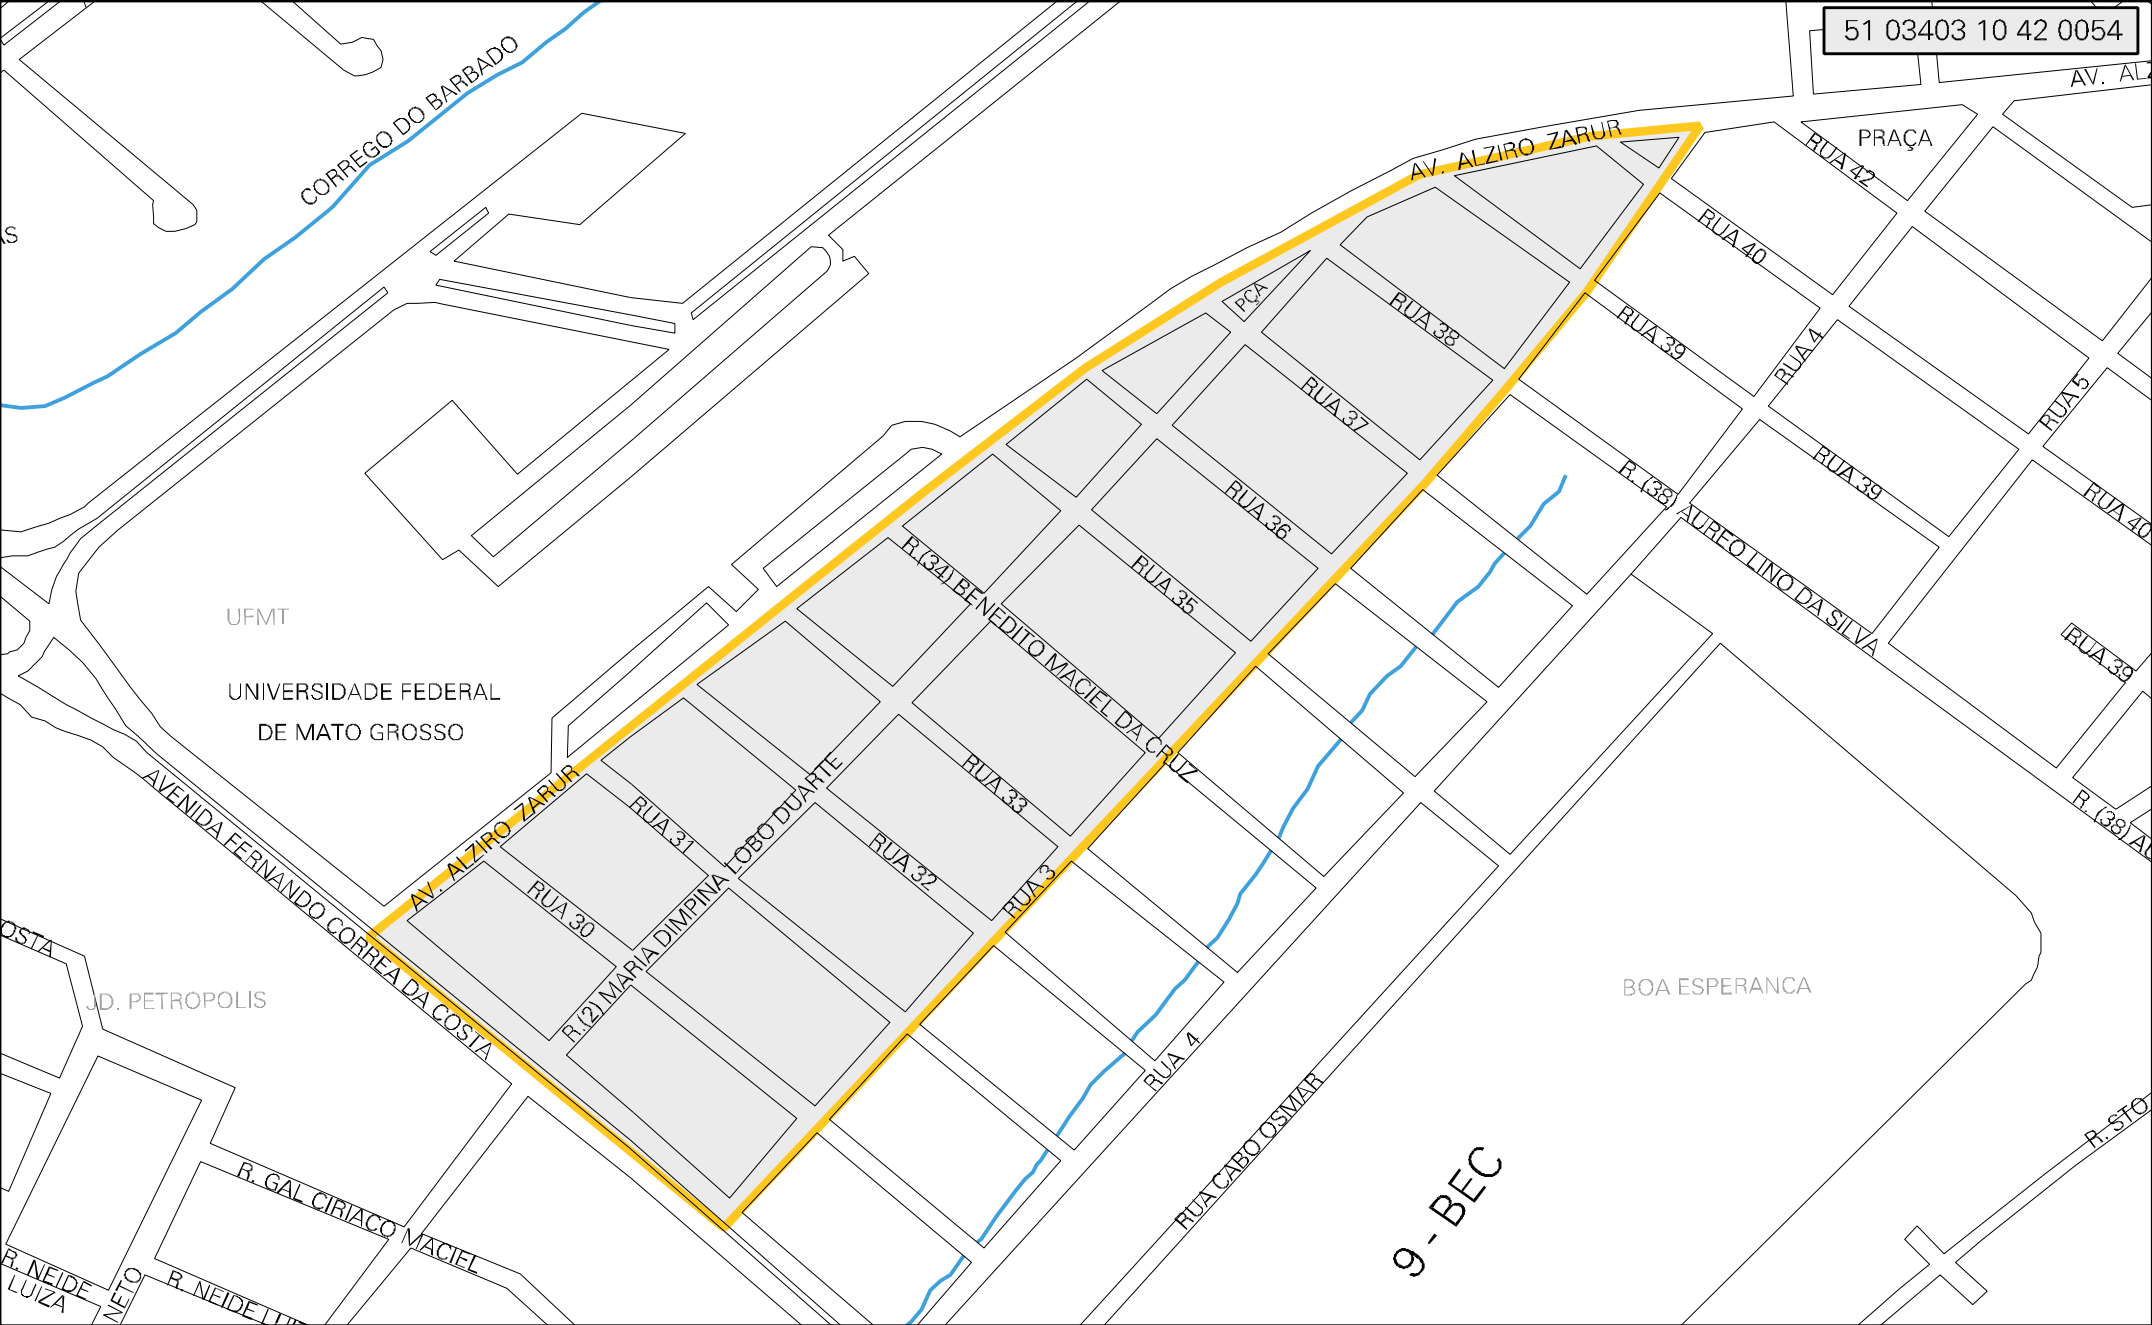 51 03403 10 42 0054
AV. ALZ
PRAÇA
RUA 42
AV. ALZIRO ZARUR
CORREGO DO BARBADO
RUA 40
RUA 39
RUA 4
RUA 5
PÇA
RUA 38
RUA 37
RUA 36
RUA 35
R. (38) AUREO LINO DA SILVA
RUA 39
RUA 40
RUA 39
R.(34) BENEDITO MACIEL DA CRUZ
UFMT
UNIVERSIDADE FEDERAL
DE MATO GROSSO
AVENIDA FERNANDO CORREA DA COSTA
AV. ALZIRO ZARUR
RUA 31
RUA 30
R.(2) MARIA DIMPINA LOBO DUARTE
RUA 33
RUA 32
RUA 3
R. (38) AU
OSTA
JD. PETROPOLIS
BOA ESPERANCA
RUA 4
RUA CABO OSMAR
9 - BEC
R. STO
R. GAL CIRIACO MACIEL
R. NEIDE
LUIZA
NETO
R. NEIDE LUIZ